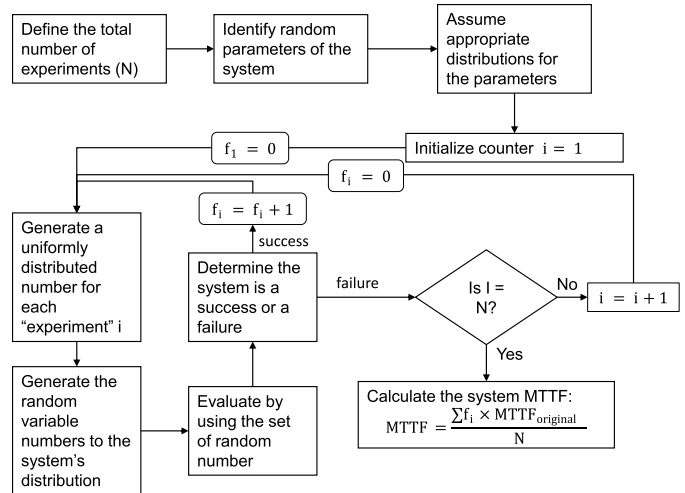 Define the total
number of
experiments (N)
Identify random
parameters of the
system
Assume
appropriate
distributions for
the parameters
Initialize counter i = 1
f₁ = 0
fᵢ = 0
fᵢ = fᵢ + 1
success
Generate a
uniformly
distributed
number for
each
“experiment” i
Determine the
system is a
success or a
failure
failure
Is I =
N?
No
i = i + 1
Yes
Generate the
random
variable
numbers to the
system’s
distribution
Evaluate by
using the set
of random
number
Calculate the system MTTF:
MTTF = ∑fᵢ × MTTForiginal
N